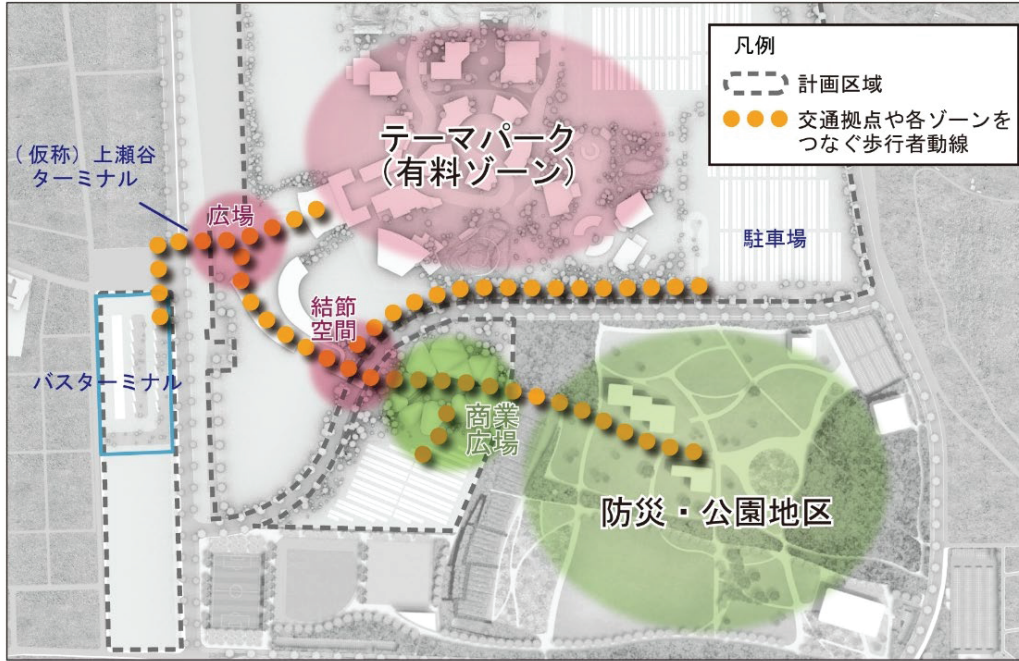 凡例
計画区域
交通拠点や各ゾーンを
つなぐ歩行者動線
テーマパーク
(有料ゾーン)
(仮称)上瀬谷
ターミナル
広場
駐車場
結節
空間
バスターミナル
商業
広場
防災・公園地区